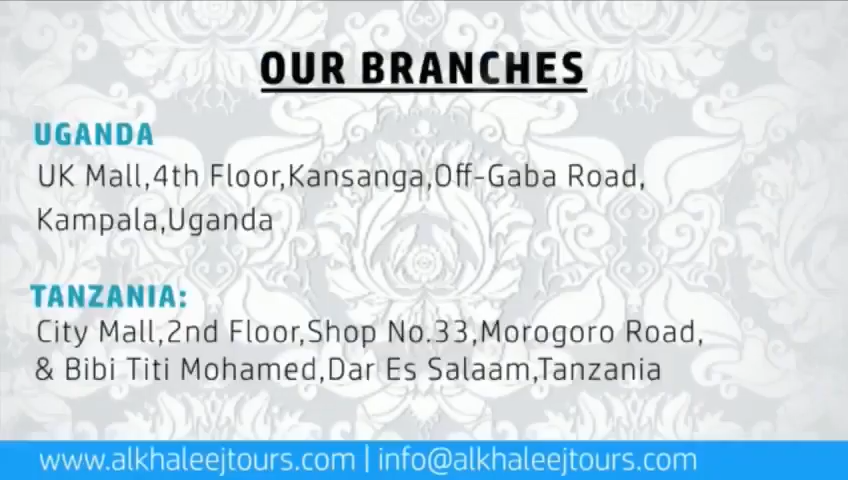 OUR BRANCHES
UGANDA
UK Mall,4th Floor,Kansanga,Off-Gaba Road,
Kampala,Uganda
TANZANIA:
City Mall,2nd Floor,Shop No.33,Morogoro Road,
& Bibi Titi Mohamed,Dar Es Salaam,Tanzania
www.alkhaleejtours.com | info@alkhaleejtours.com